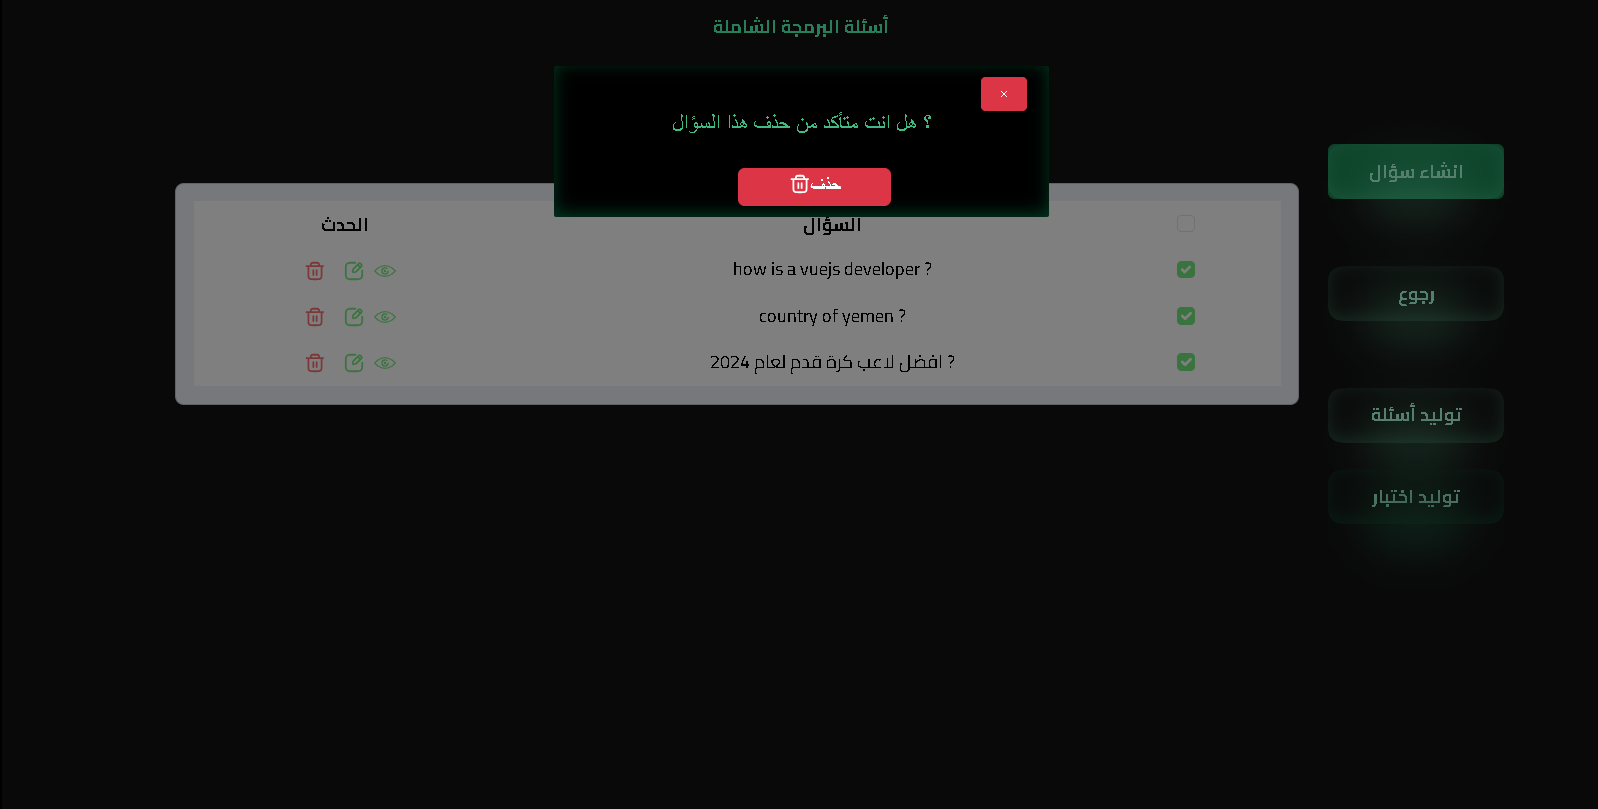 أسئلة البرمجة الشاملة
×
؟ هل انت متأكد من حذف هذا السؤال
حذف
انشاء سؤال
رجوع
توليد أسئلة
توليد اختبار
السؤال
الحدث
how is a vuejs developer ?
country of yemen ?
افضل لاعب كرة قدم لعام 2024 ?